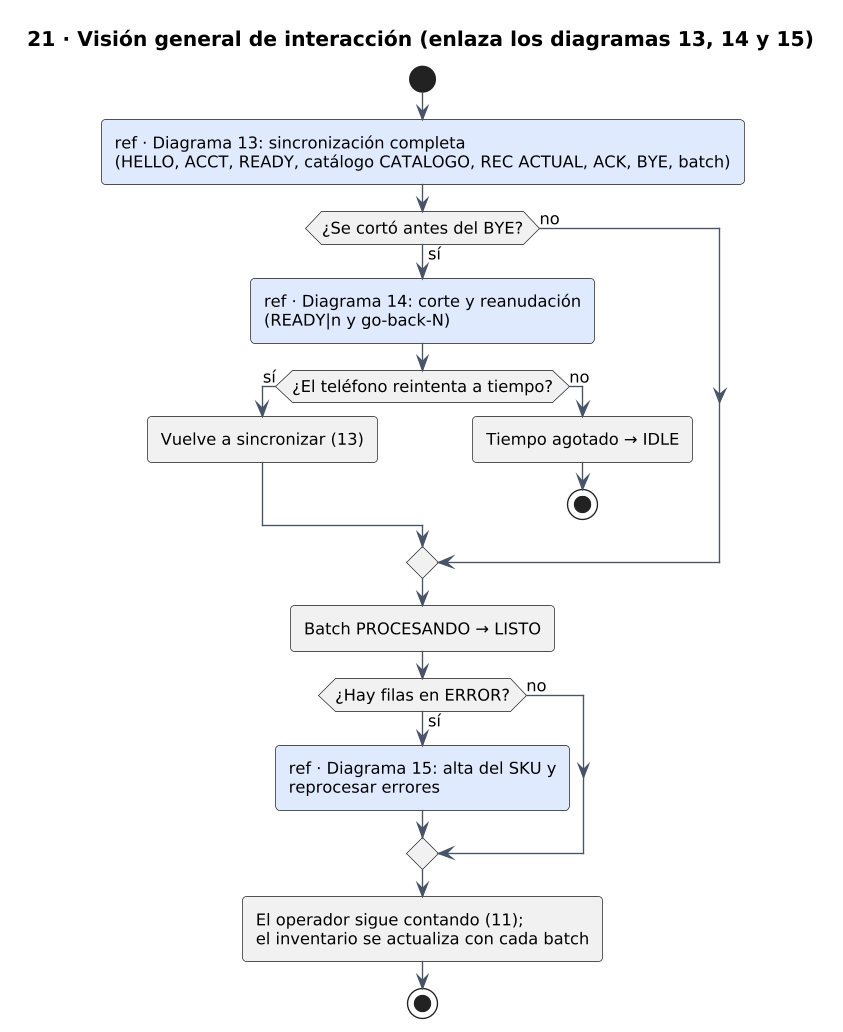 21 · Visión general de interacción (enlaza los diagramas 13, 14 y 15)
ref · Diagrama 13: sincronización completa
(HELLO, ACCT, READY, catálogo CATALOGO, REC ACTUAL, ACK, BYE, batch)
¿Se cortó antes del BYE?
no
sí
ref · Diagrama 14: corte y reanudación
(READY|n y go-back-N)
sí
¿El teléfono reintenta a tiempo?
no
Vuelve a sincronizar (13)
Tiempo agotado → IDLE
Batch PROCESANDO → LISTO
¿Hay filas en ERROR?
no
sí
ref · Diagrama 15: alta del SKU y
reprocesar errores
El operador sigue contando (11);
el inventario se actualiza con cada batch